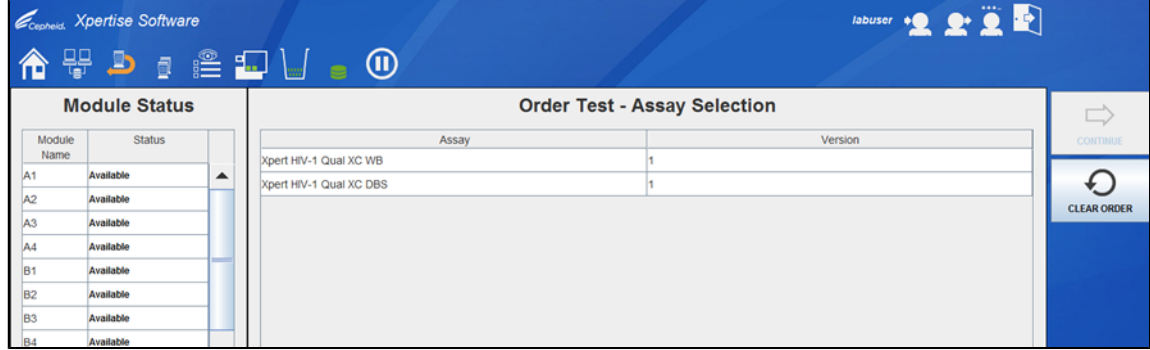 Cepheid. Xpertise Software
labuser
Module Status
Order Test - Assay Selection
Module Name Status
Assay Version
CONTINUE
Xpert HIV-1 Qual XC WB 1
A1 Available
Xpert HIV-1 Qual XC DBS 1
A2 Available
CLEAR ORDER
A3 Available
A4 Available
B1 Available
B2 Available
B3 Available
B4 Available